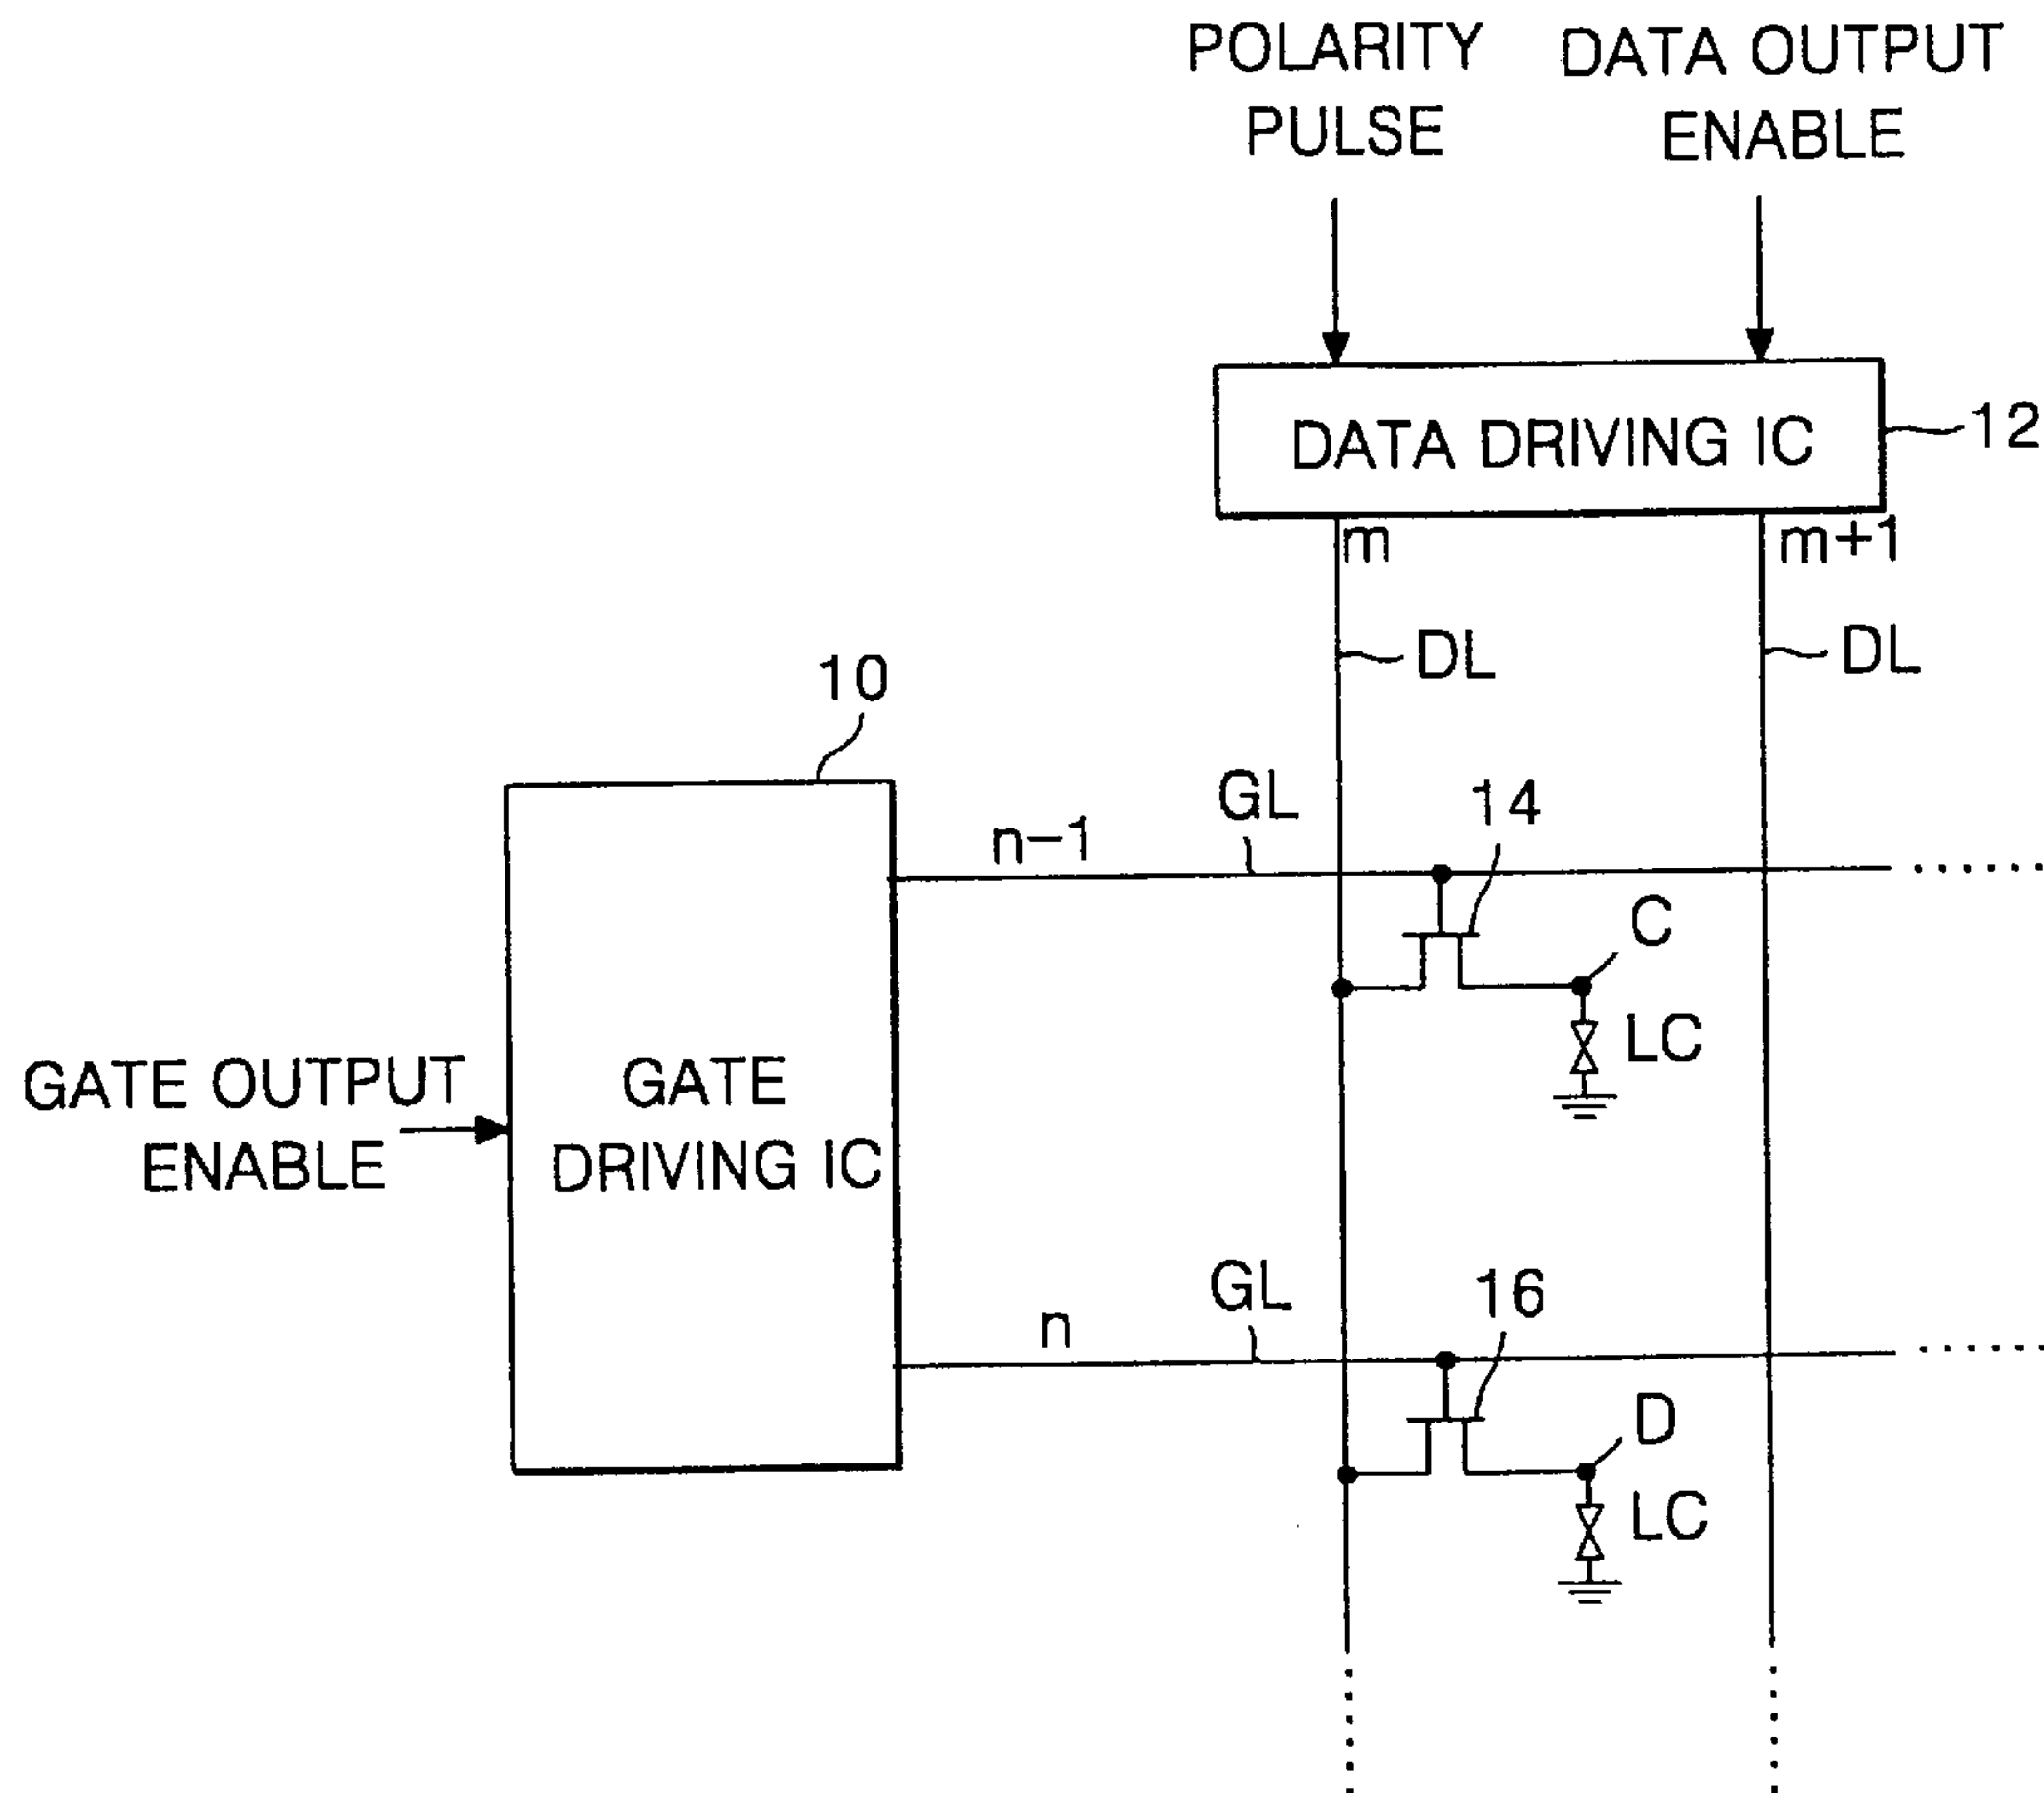 POLARITY
PULSE
DATA OUTPUT
ENABLE
DATA DRIVING IC
12
m
m+1
DL
DL
10
GL
14
n-1
C
LC
GATE OUTPUT
ENABLE
GATE
DRIVING IC
GL
16
n
D
LC